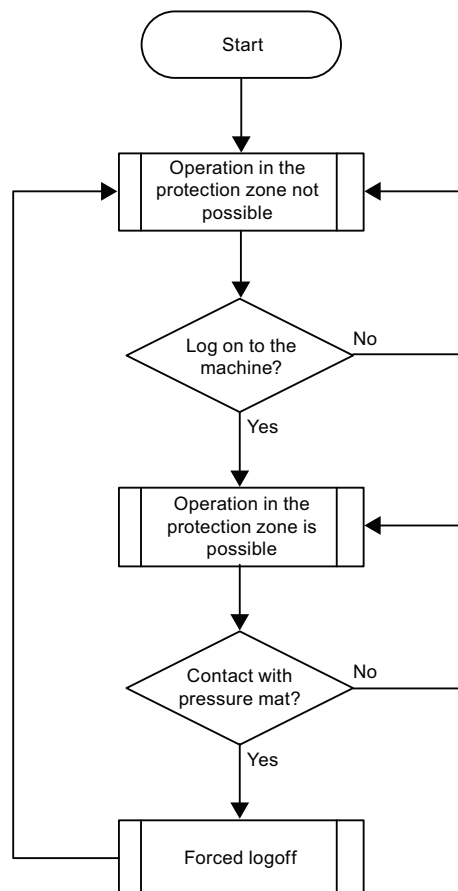 Start
Operation in the
protection zone not
possible
Log on to the
machine?
No
Yes
Operation in the
protection zone is
possible
Contact with
pressure mat?
No
Yes
Forced logoff